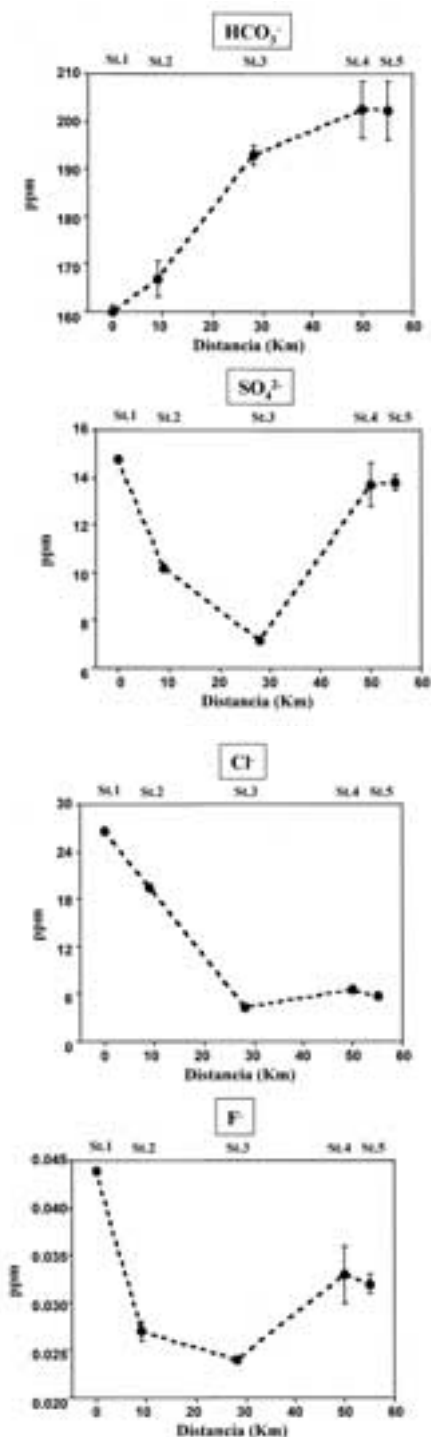 HCO₃⁻
St.1 St.2 St.3 St.4 St.5
210
200
190
180
170
160
ppm
0 10 20 30 40 50 60
Distancia (Km)
SO₄²⁻
St.1 St.2 St.3 St.4 St.5
16
14
12
10
8
6
ppm
0 10 20 30 40 50 60
Distancia (Km)
Cl⁻
St.1 St.2 St.3 St.4 St.5
30
24
18
12
6
0
ppm
0 10 20 30 40 50 60
Distancia (Km)
F⁻
St.1 St.2 St.3 St.4 St.5
0.045
0.040
0.035
0.030
0.025
0.020
ppm
0 10 20 30 40 50 60
Distancia (Km)